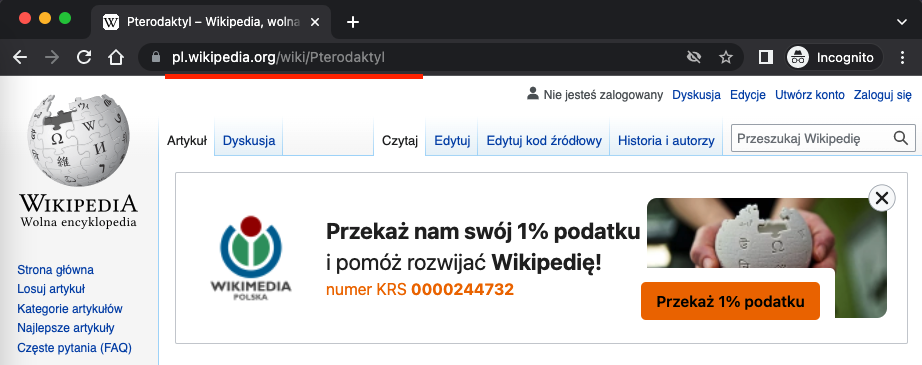 Pterodaktyl – Wikipedia, wolna
pl.wikipedia.org/wiki/Pterodaktyl
Incognito
Nie jesteś zalogowany Dyskusja Edycje Utwórz konto Zaloguj się
Artykuł Dyskusja Czytaj Edytuj Edytuj kod źródłowy Historia i autorzy Przeszukaj Wikipedię
WIKIPEDIA
Wolna encyklopedia
Strona główna
Losuj artykuł
Kategorie artykułów
Najlepsze artykuły
Częste pytania (FAQ)
WIKIMEDIA
POLSKA
Przekaż nam swój 1% podatku
i pomóż rozwijać Wikipedię!
numer KRS 0000244732
Przekaż 1% podatku